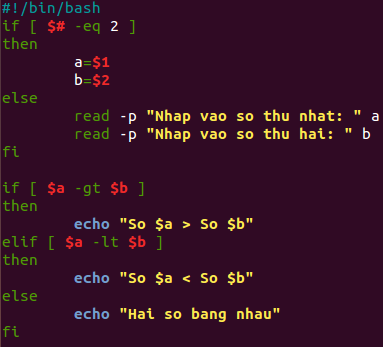 #!/bin/bash
if [ $# -eq 2 ]
then
        a=$1
        b=$2
else
        read -p "Nhap vao so thu nhat: " a
        read -p "Nhap vao so thu hai: " b
fi

if [ $a -gt $b ]
then
        echo "So $a > So $b"
elif [ $a -lt $b ]
then
        echo "So $a < So $b"
else
        echo "Hai so bang nhau"
fi